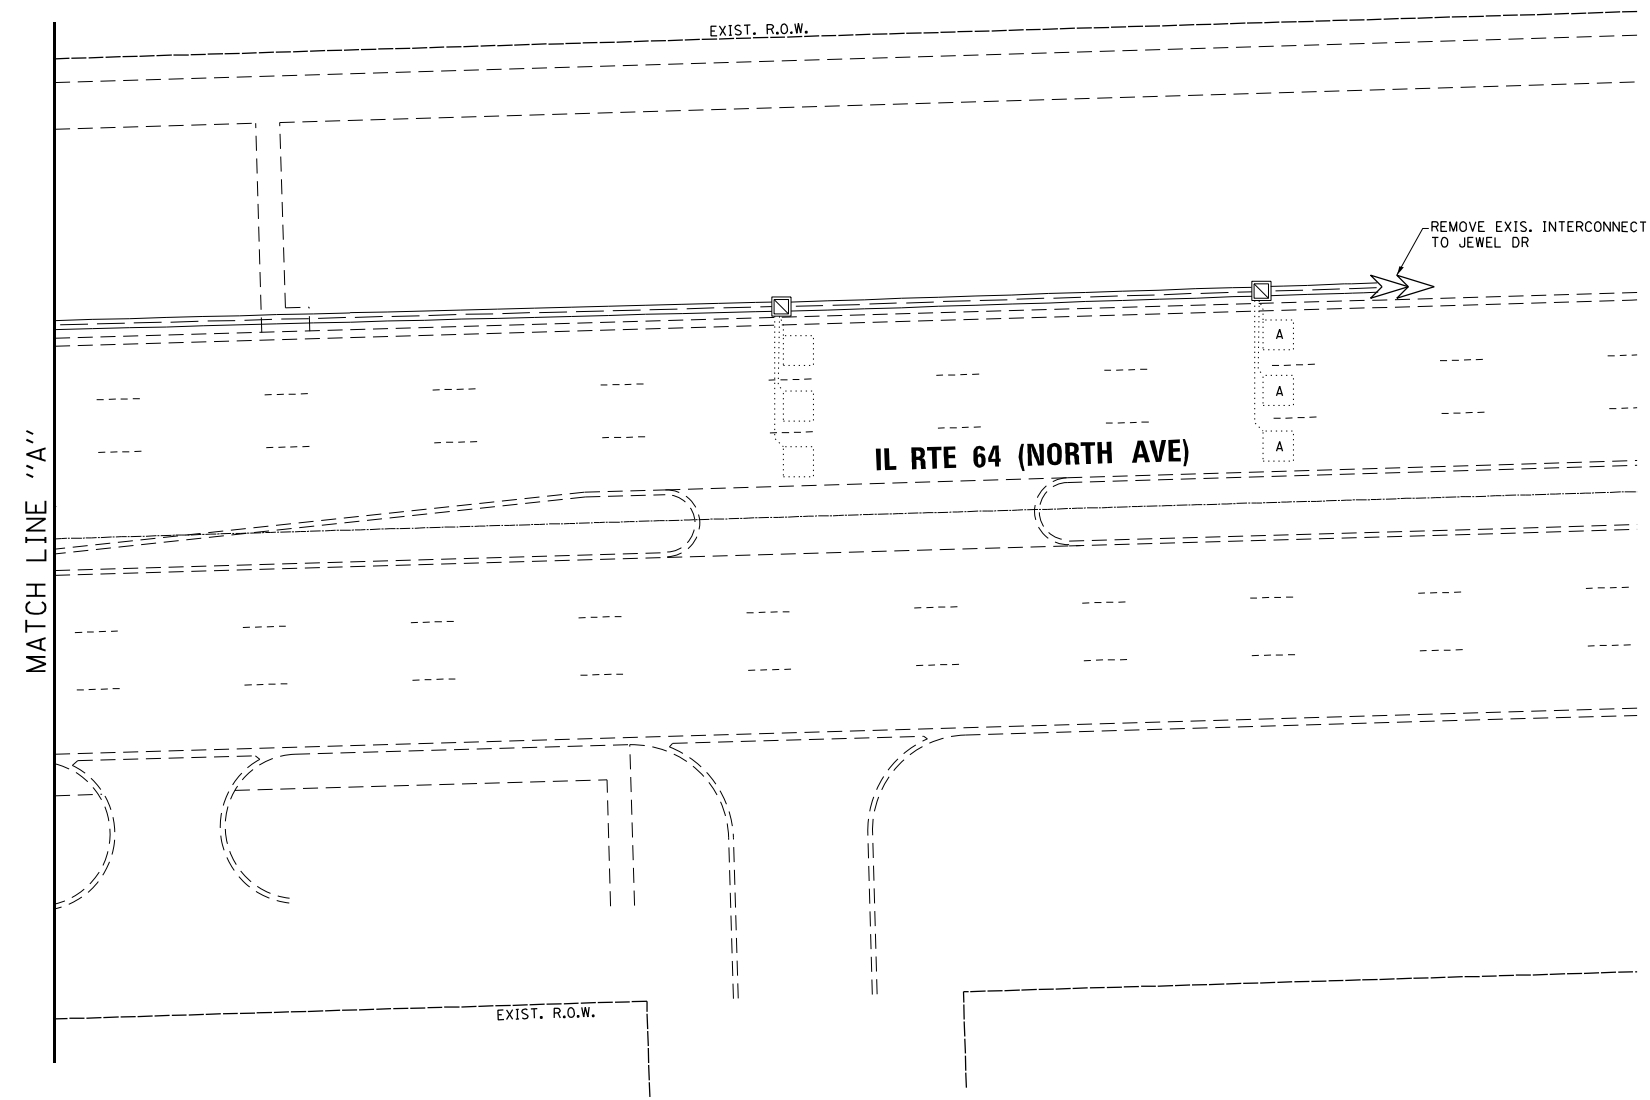 EXIST. R.O.W.
REMOVE EXIS. INTERCONNECT
TO JEWEL DR
A
A
A
IL RTE 64 (NORTH AVE)
MATCH LINE "A"
EXIST. R.O.W.